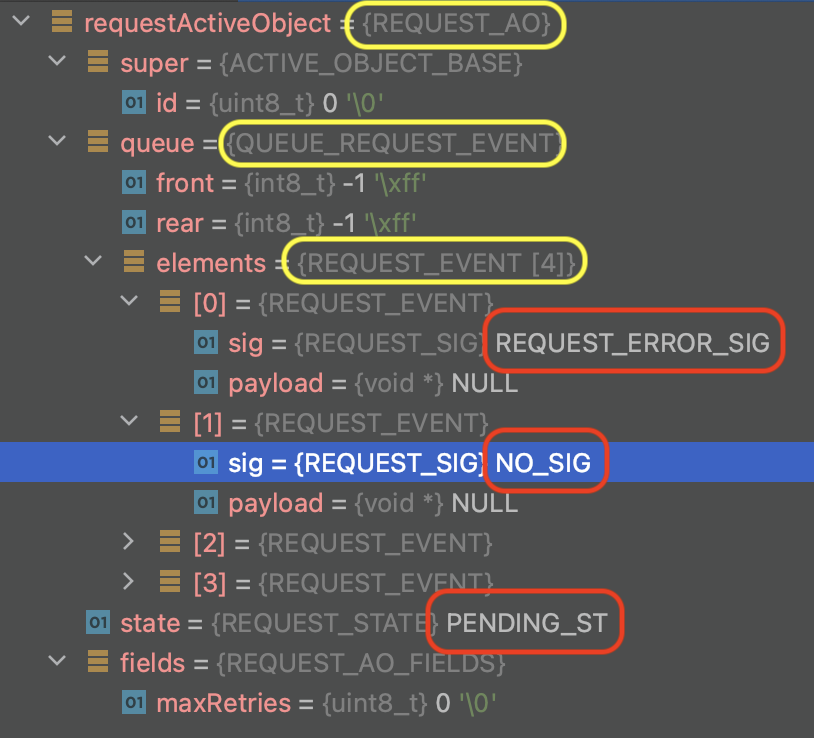 requestActiveObject = {REQUEST_AO}
super = {ACTIVE_OBJECT_BASE}
01 id = {uint8_t} 0 '\0'
queue = {QUEUE_REQUEST_EVENT}
01 front = {int8_t} -1 '\xff'
01 rear = {int8_t} -1 '\xff'
elements = {REQUEST_EVENT [4]}
[0] = {REQUEST_EVENT}
01 sig = {REQUEST_SIG} REQUEST_ERROR_SIG
01 payload = {void *} NULL
[1] = {REQUEST_EVENT}
01 sig = {REQUEST_SIG} NO_SIG
01 payload = {void *} NULL
[2] = {REQUEST_EVENT}
[3] = {REQUEST_EVENT}
01 state = {REQUEST_STATE} PENDING_ST
fields = {REQUEST_AO_FIELDS}
01 maxRetries = {uint8_t} 0 '\0'